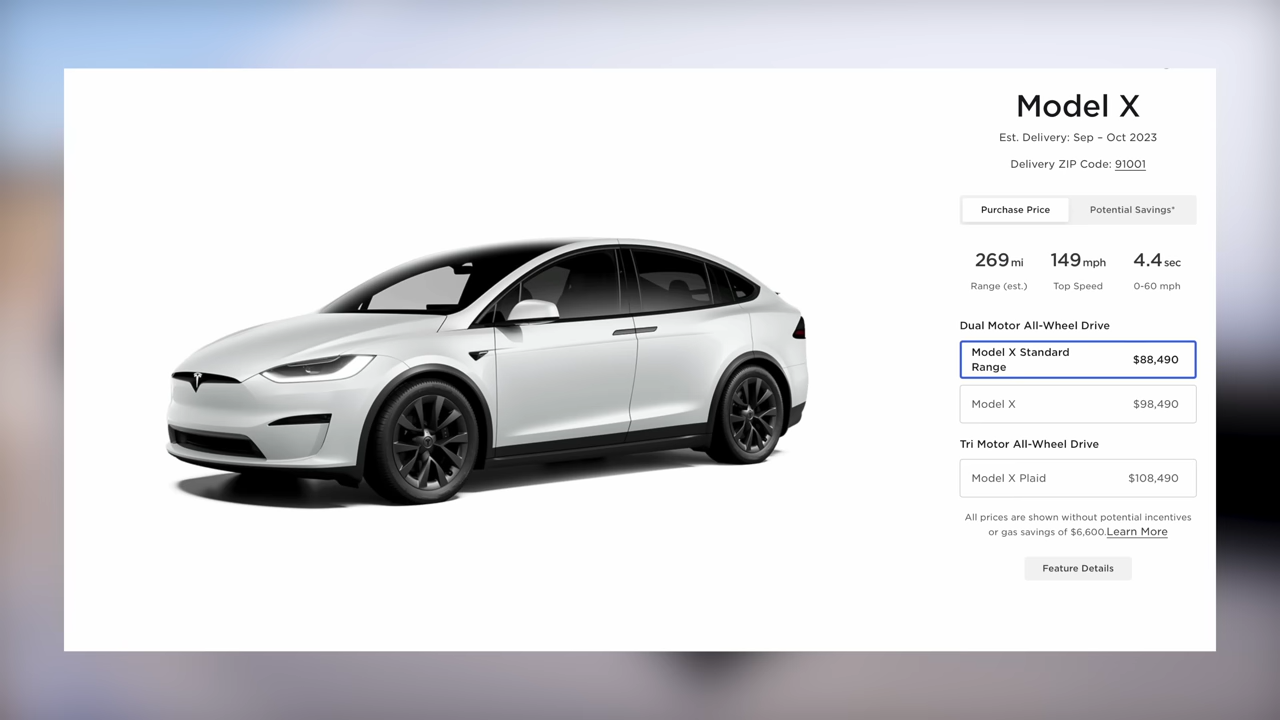 Model X
Est. Delivery: Sep – Oct 2023
Delivery ZIP Code: 91001
Purchase Price
Potential Savings*
269 mi
149 mph
4.4 sec
Range (est.)
Top Speed
0-60 mph
Dual Motor All-Wheel Drive
Model X Standard
Range
$88,490
Model X
$98,490
Tri Motor All-Wheel Drive
Model X Plaid
$108,490
All prices are shown without potential incentives
or gas savings of $6,600.Learn More
Feature Details